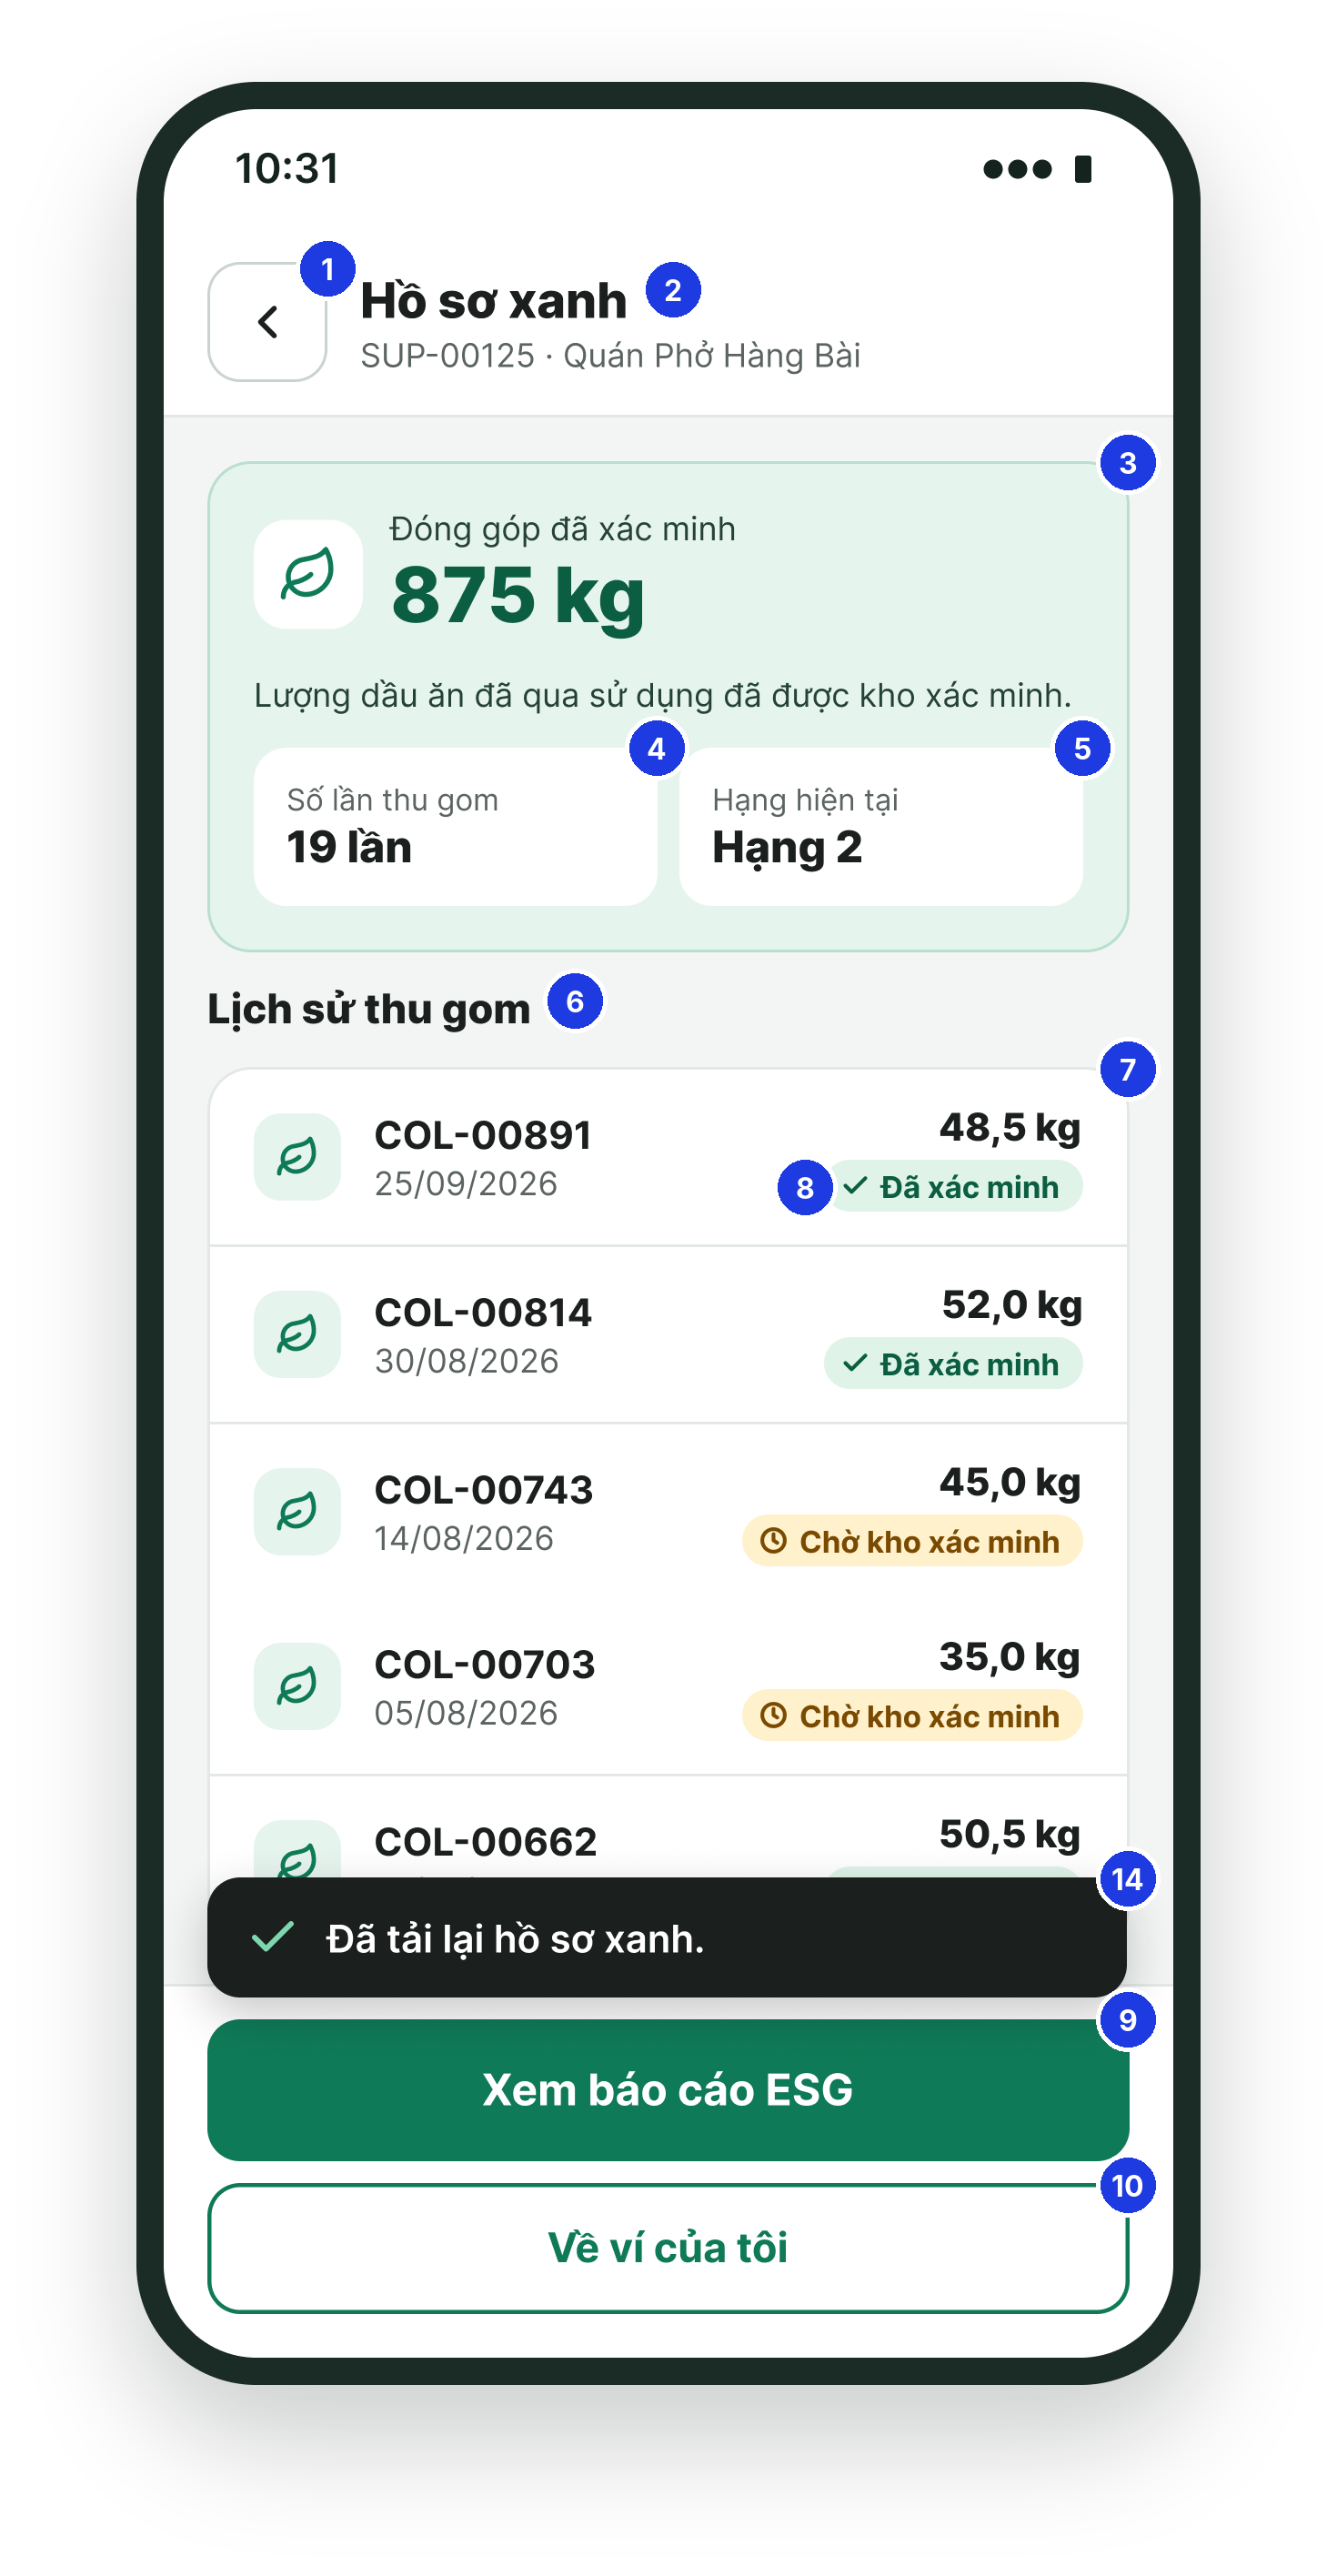 10:31
1
Hồ sơ xanh 2
SUP-00125 · Quán Phở Hàng Bài
3
Đóng góp đã xác minh
875 kg
Lượng dầu ăn đã qua sử dụng đã được kho xác minh.
4
5
Số lần thu gom
19 lần
Hạng hiện tại
Hạng 2
Lịch sử thu gom 6
7
COL-00891
25/09/2026
48,5 kg
8 Đã xác minh
COL-00814
30/08/2026
52,0 kg
Đã xác minh
COL-00743
14/08/2026
45,0 kg
Chờ kho xác minh
COL-00703
05/08/2026
35,0 kg
Chờ kho xác minh
COL-00662
50,5 kg
14
Đã tải lại hồ sơ xanh.
9
Xem báo cáo ESG
10
Về ví của tôi